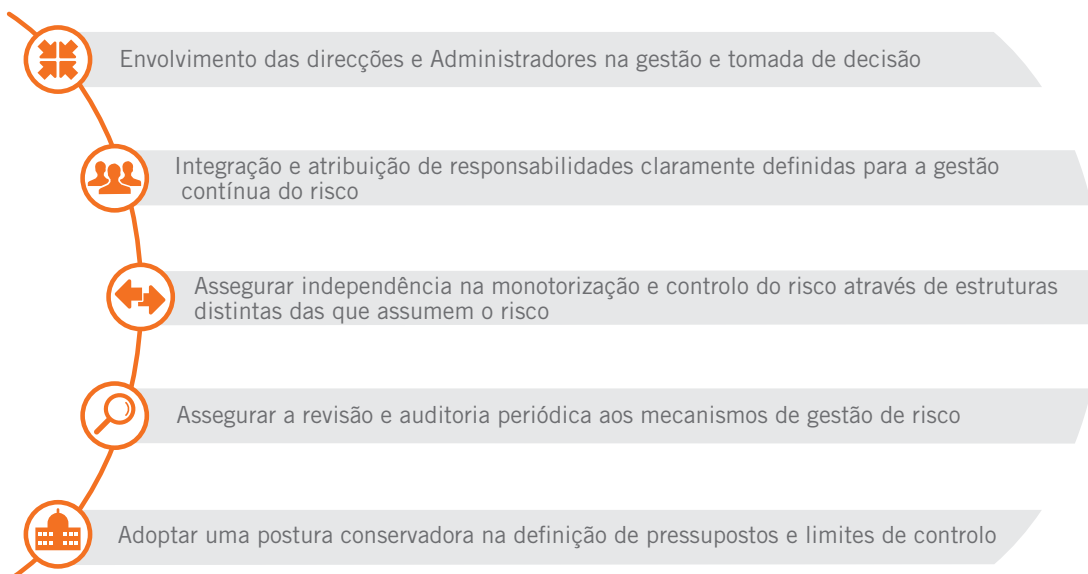 Envolvimento das direcções e Administradores na gestão e tomada de decisão
Integração e atribuição de responsabilidades claramente definidas para a gestão
contínua do risco
Assegurar independência na monotorização e controlo do risco através de estruturas
distintas das que assumem o risco
Assegurar a revisão e auditoria periódica aos mecanismos de gestão de risco
Adoptar uma postura conservadora na definição de pressupostos e limites de controlo